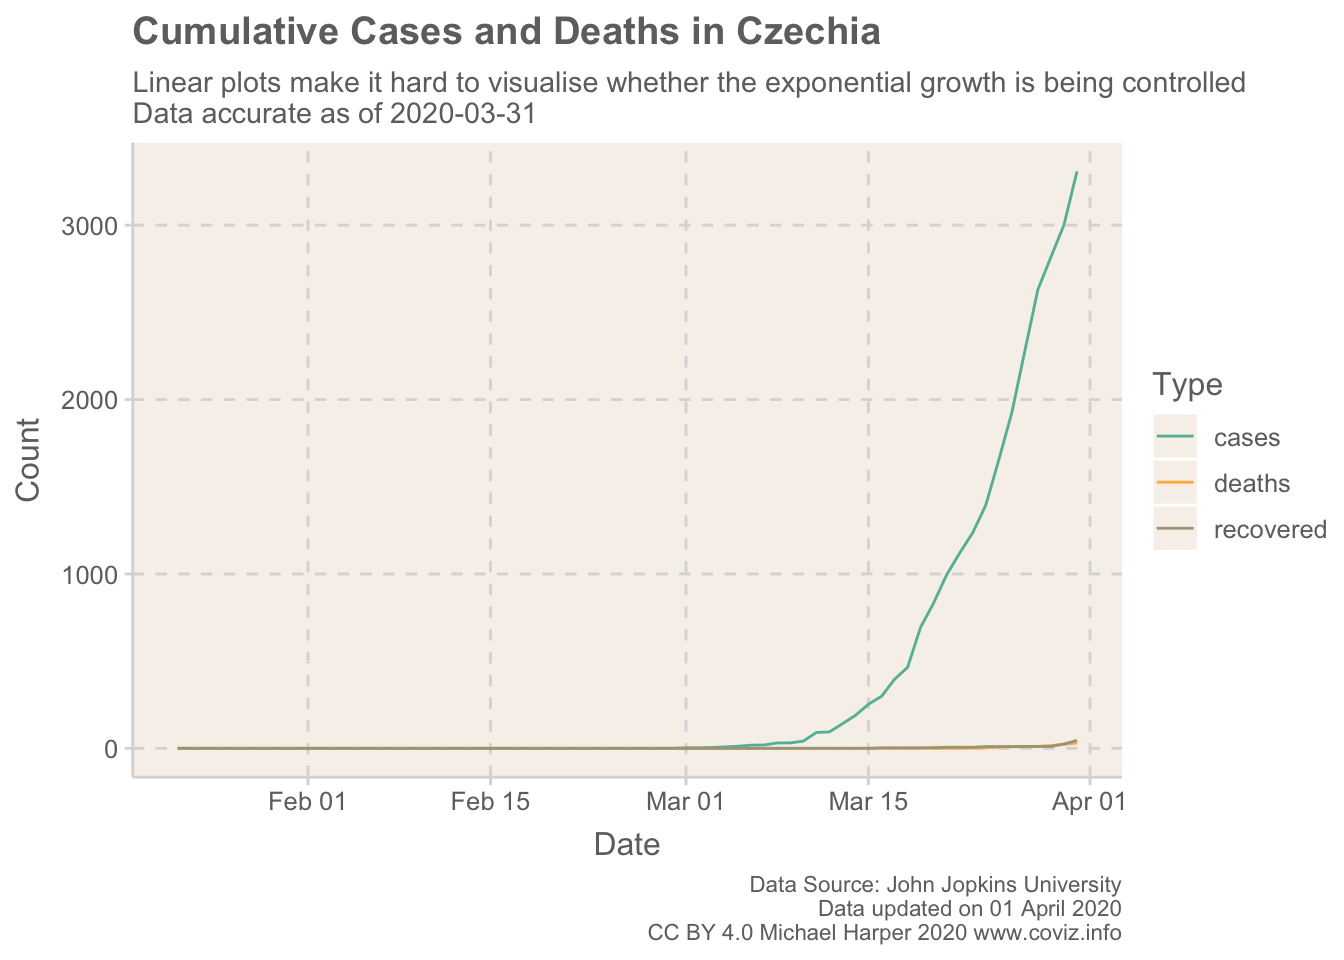 Cumulative Cases and Deaths in Czechia
Linear plots make it hard to visualise whether the exponential growth is being controlled
Data accurate as of 2020-03-31
Count
3000
2000
1000
0
Feb 01
Feb 15
Mar 01
Mar 15
Apr 01
Date
Type
cases
deaths
recovered
Data Source: John Jopkins University
Data updated on 01 April 2020
CC BY 4.0 Michael Harper 2020 www.coviz.info